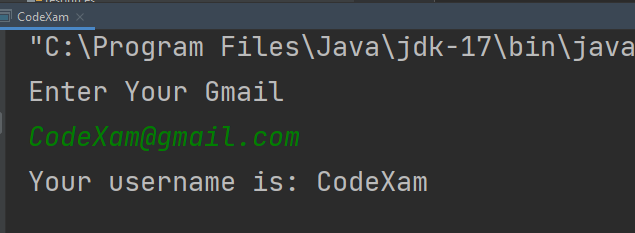 CodeXam
"C:\Program Files\Java\jdk-17\bin\java
Enter Your Gmail
CodeXam@gmail.com
Your username is: CodeXam